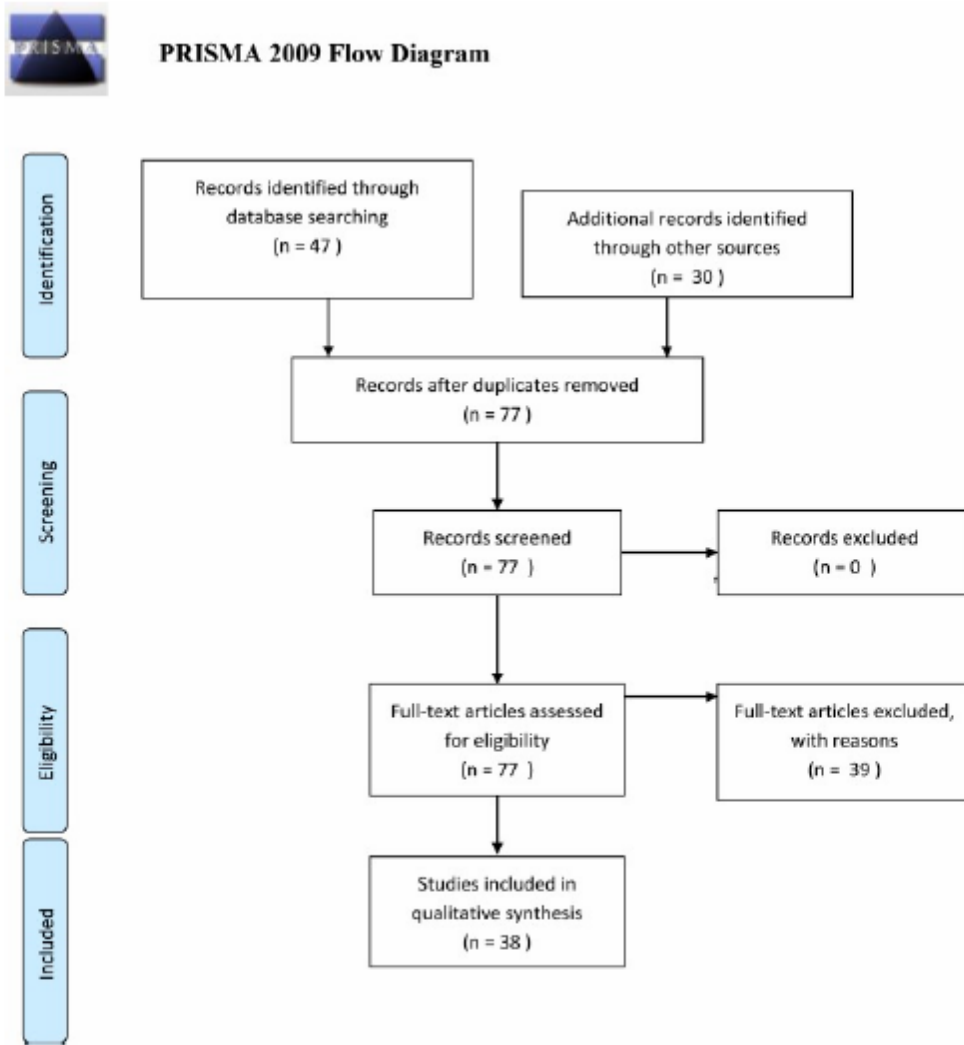 PRISMA
PRISMA 2009 Flow Diagram
Identification
Records identified through
database searching
(n = 47 )
Additional records identified
through other sources
(n = 30 )
Records after duplicates removed
(n = 77 )
Screening
Records screened
(n = 77 )
Records excluded
(n = 0 )
Eligibility
Full-text articles assessed
for eligibility
(n = 77 )
Full-text articles excluded,
with reasons
(n = 39 )
Included
Studies included in
qualitative synthesis
(n = 38 )